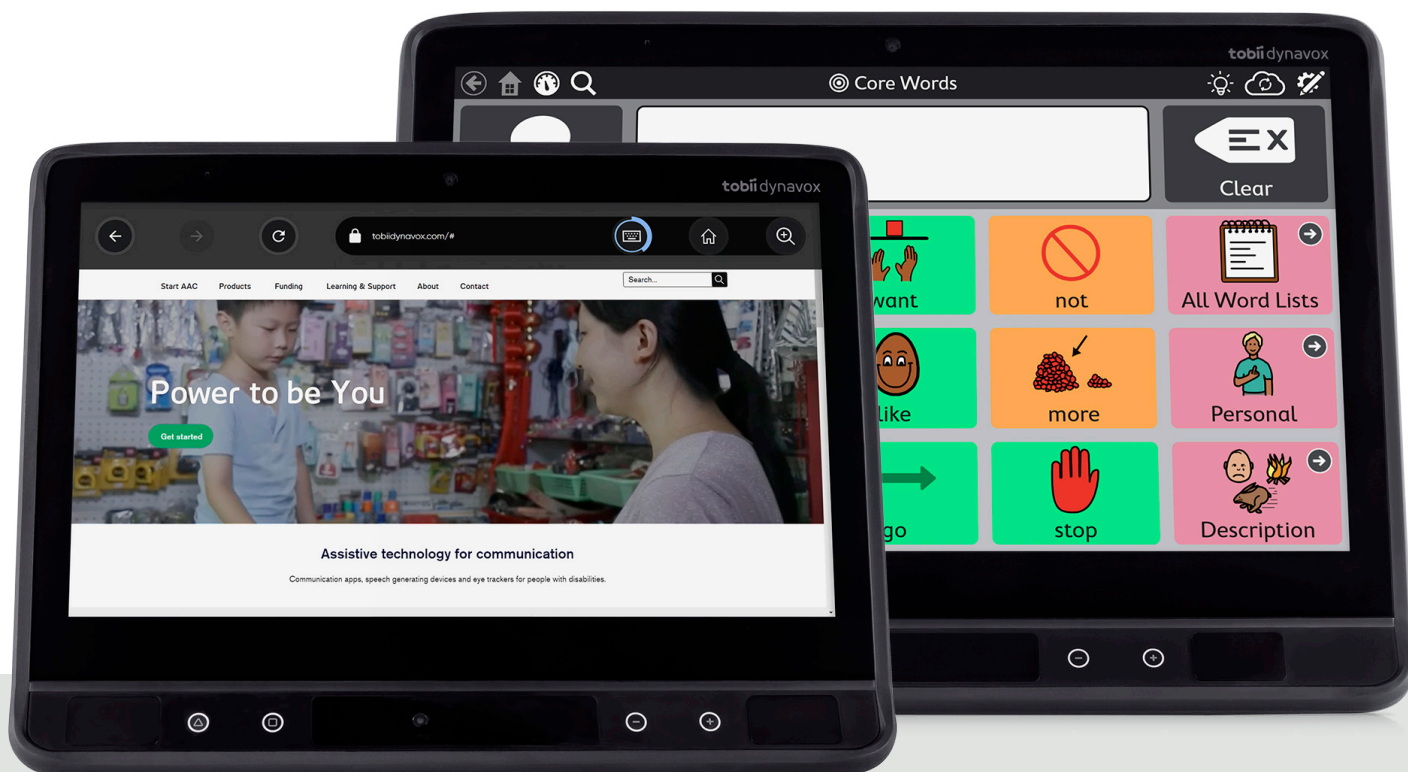 tobii dynavox
Core Words
Clear
want
not
All Word Lists
like
more
Personal
go
stop
Description
tobii dynavox
tobiidynavox.com/#
Start AAC Products Funding Learning & Support About Contact Search...
Power to be You
Get started
Assistive technology for communication
Communication apps, speech generating devices and eye trackers for people with disabilities.